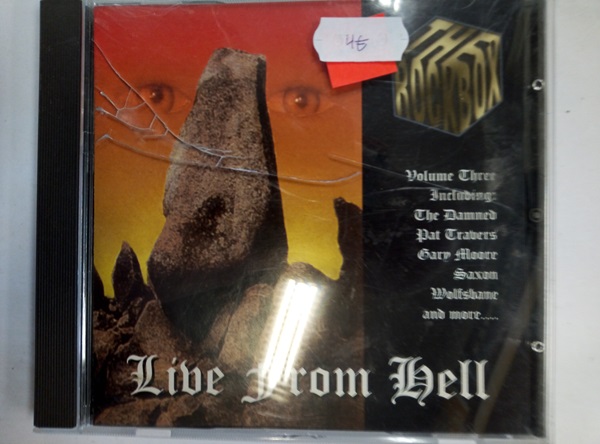 45
THE
ROCKBOX
Volume Three
Including:
The Damned
Pat Travers
Gary Moore
Saxon
Wolfsbane
and more.....
Live From Hell